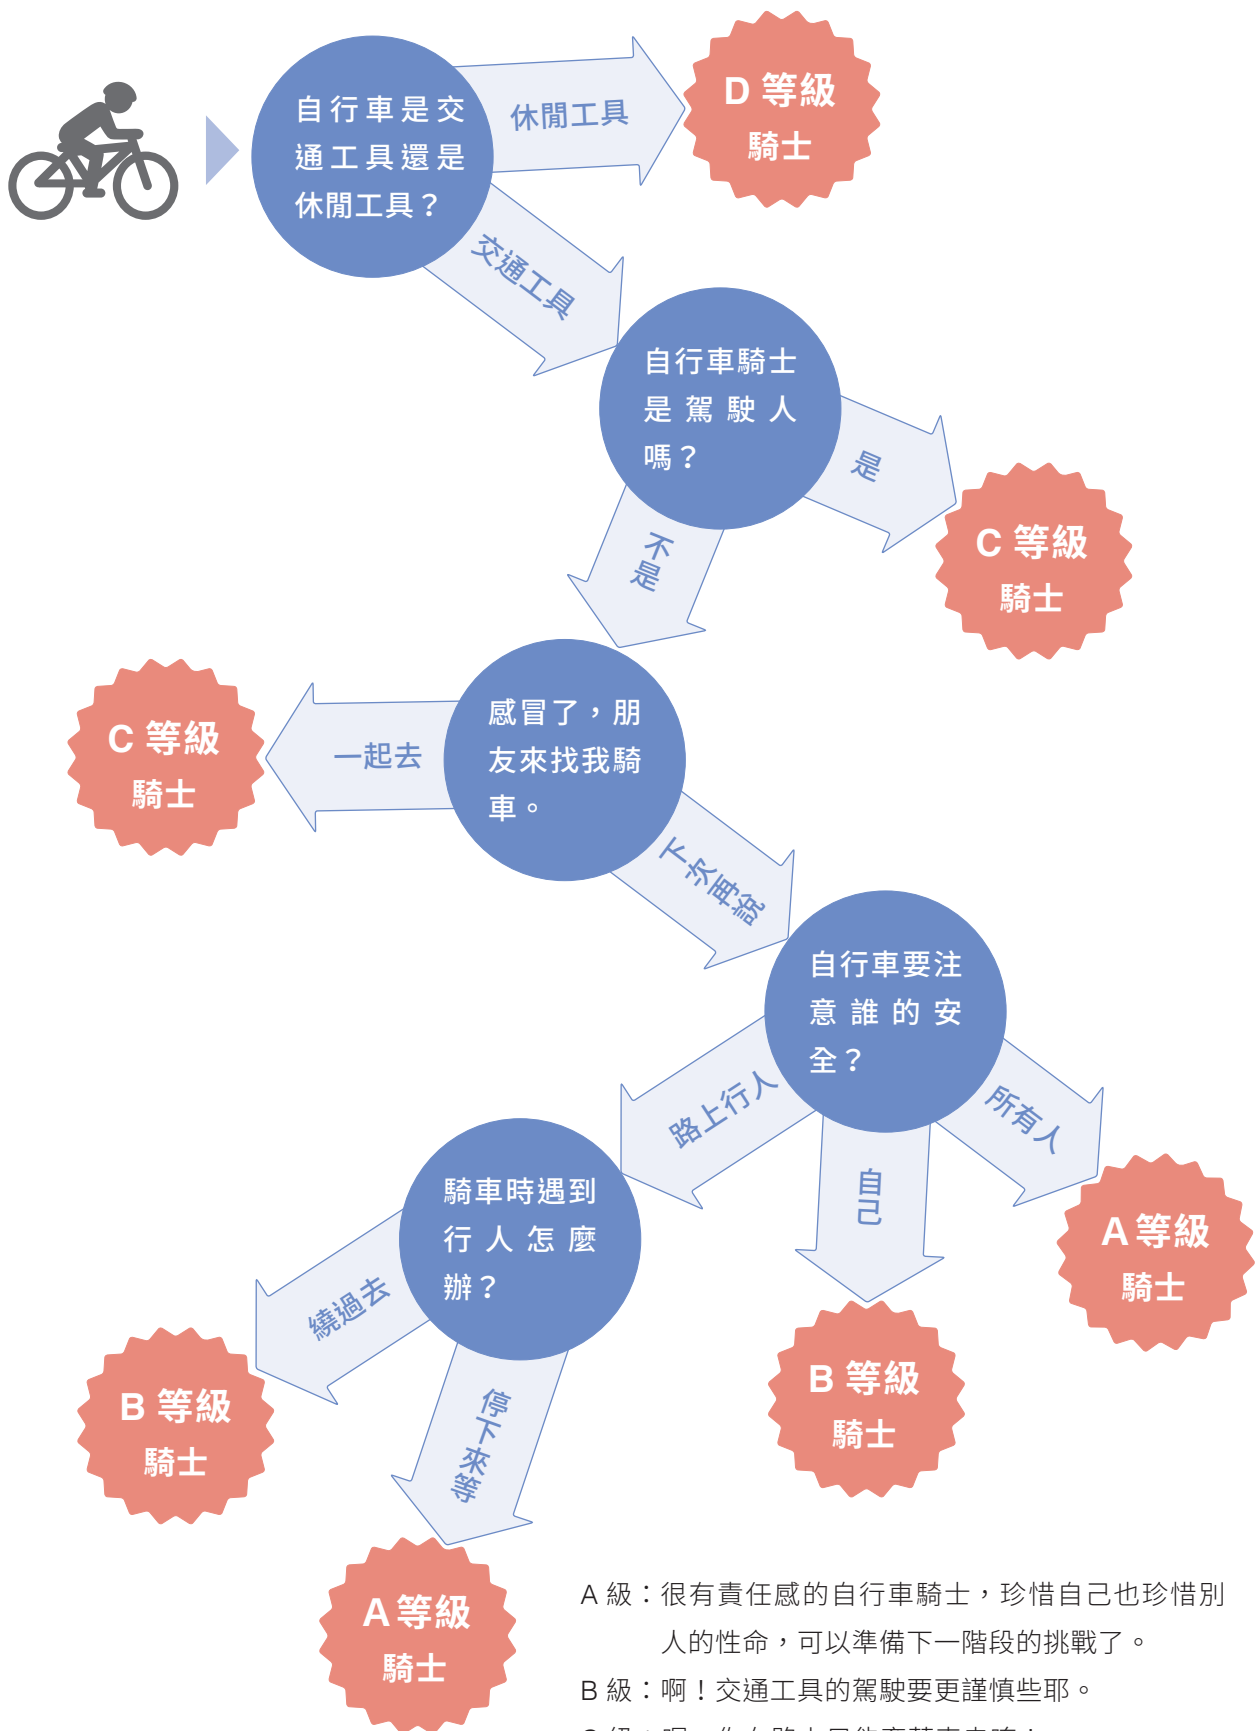 自行車是交
通工具還是
休閒工具？
休閒工具
D 等級
騎士
交通工具
自行車騎士
是駕駛人
嗎？
是
C 等級
騎士
不是
感冒了，朋
友來找我騎
車。
一起去
C 等級
騎士
下次再說
自行車要注
意誰的安
全？
路上行人
自己
所有人
A 等級
騎士
B 等級
騎士
騎車時遇到
行人怎麼
辦？
繞過去
B 等級
騎士
停下來等
A 等級
騎士
A 級：很有責任感的自行車騎士，珍惜自己也珍惜別
人的性命，可以準備下一階段的挑戰了。
B 級：啊！交通工具的駕駛要更謹慎些耶。